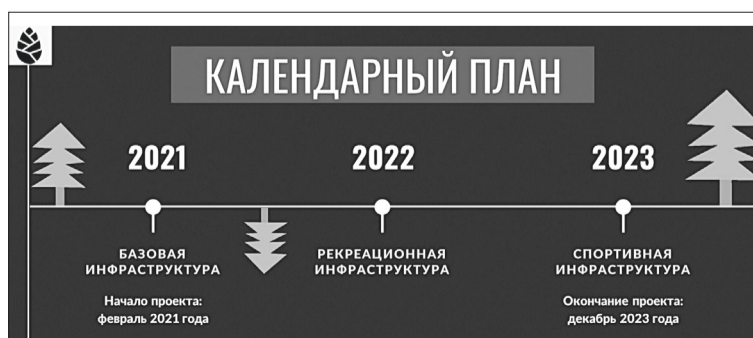 КАЛЕНДАРНЫЙ ПЛАН
2021
2022
2023
БАЗОВАЯ
ИНФРАСТРУКТУРА
РЕКРЕАЦИОННАЯ
ИНФРАСТРУКТУРА
СПОРТИВНАЯ
ИНФРАСТРУКТУРА
Начало проекта:
февраль 2021 года
Окончание проекта:
декабрь 2023 года